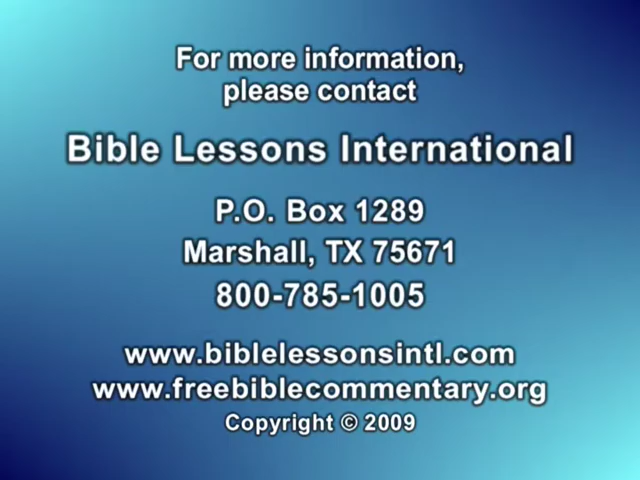 For more information,
please contact
Bible Lessons International
P.O. Box 1289
Marshall, TX 75671
800-785-1005
www.biblelessonsintl.com
www.freebiblecommentary.org
Copyright © 2009